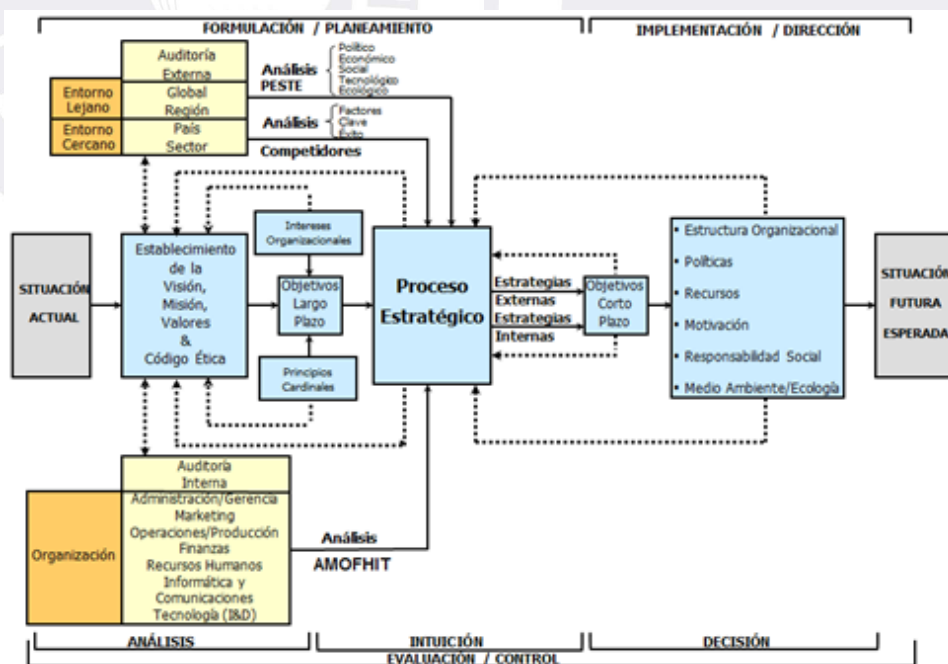 FORMULACIÓN / PLANEAMIENTO
IMPLEMENTACIÓN / DIRECCIÓN
Auditoría
Externa
Entorno
Lejano
Global
Región
Entorno
Cercano
País
Sector
Análisis
PESTE
Político
Económico
Social
Tecnológico
Ecológico
Análisis
Factores
Clave
Éxito
Competidores
SITUACIÓN
ACTUAL
Establecimiento
de la
Visión,
Misión,
Valores
&
Código Ética
Intereses
Organizacionales
Objetivos
Largo
Plazo
Principios
Cardinales
Proceso
Estratégico
Estrategias
Externas
Estrategias
Internas
Objetivos
Corto
Plazo
• Estructura Organizacional
• Políticas
• Recursos
• Motivación
• Responsabilidad Social
• Medio Ambiente/Ecología
SITUACIÓN
FUTURA
ESPERADA
Auditoría
Interna
Organización
Administración/Gerencia
Marketing
Operaciones/Producción
Finanzas
Recursos Humanos
Informática y
Comunicaciones
Tecnología (I&D)
Análisis
AMOFHIT
ANÁLISIS
INTUICIÓN
DECISIÓN
EVALUACIÓN / CONTROL